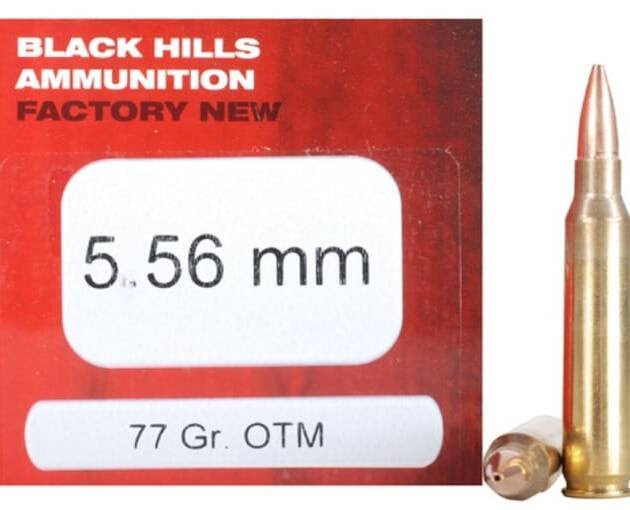 BLACK HILLS
AMMUNITION
FACTORY NEW
5.56 mm
77 Gr. OTM